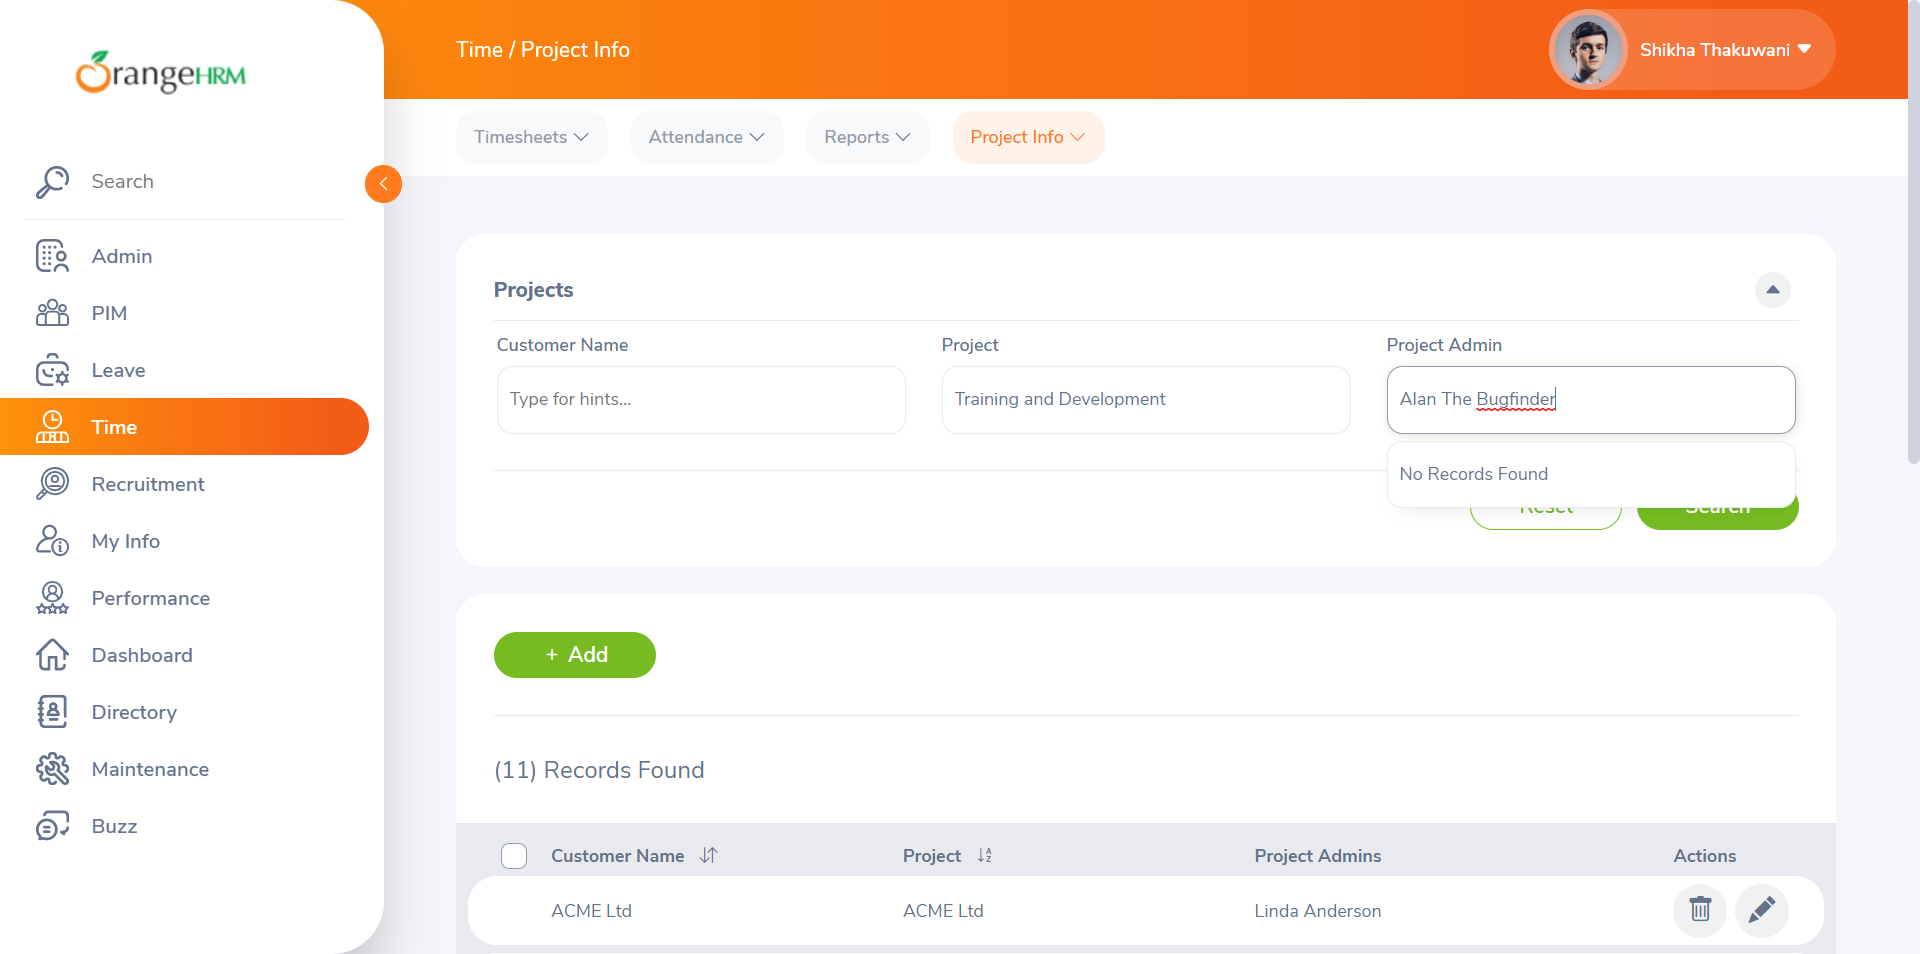 OrangeHRM
Time / Project Info
Shikha Thakuwani
Timesheets
Attendance
Reports
Project Info
Search
Admin
PIM
Leave
Time
Recruitment
My Info
Performance
Dashboard
Directory
Maintenance
Buzz
Projects
Customer Name
Project
Project Admin
Type for hints...
Training and Development
Alan The Bugfinder
No Records Found
Reset
Search
+ Add
(11) Records Found
Customer Name
Project
Project Admins
Actions
ACME Ltd
ACME Ltd
Linda Anderson